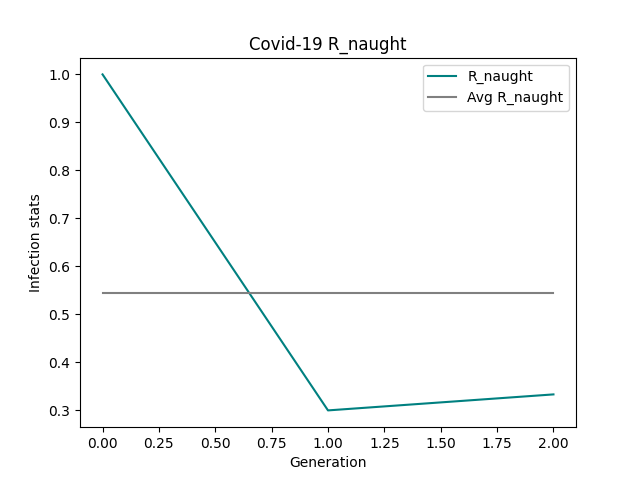 Covid-19 R_naught
R_naught
Avg R_naught
Infection stats
1.0
0.9
0.8
0.7
0.6
0.5
0.4
0.3
0.00 0.25 0.50 0.75 1.00 1.25 1.50 1.75 2.00
Generation